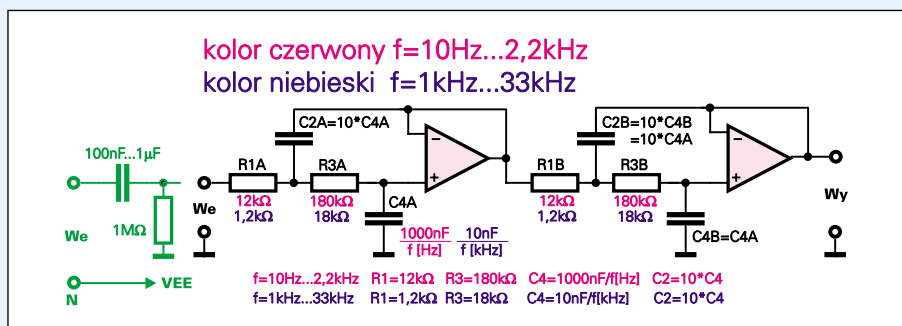 kolor czerwony f=10Hz...2,2kHz
kolor niebieski f=1kHz...33kHz
100nF...1µF
1MΩ
We
N
VEE
We
R1A
12kΩ
1,2kΩ
C2A=10*C4A
R3A
180kΩ
18kΩ
C4A
1000nF
f [Hz]
10nF
f [kHz]
−
+
R1B
12kΩ
1,2kΩ
C2B=10*C4B
=10*C4A
R3B
180kΩ
18kΩ
C4B=C4A
−
+
Wy
f=10Hz...2,2kHz R1=12kΩ R3=180kΩ C4=1000nF/f[Hz] C2=10*C4
f=1kHz...33kHz R1=1,2kΩ R3=18kΩ C4=10nF/f[kHz] C2=10*C4